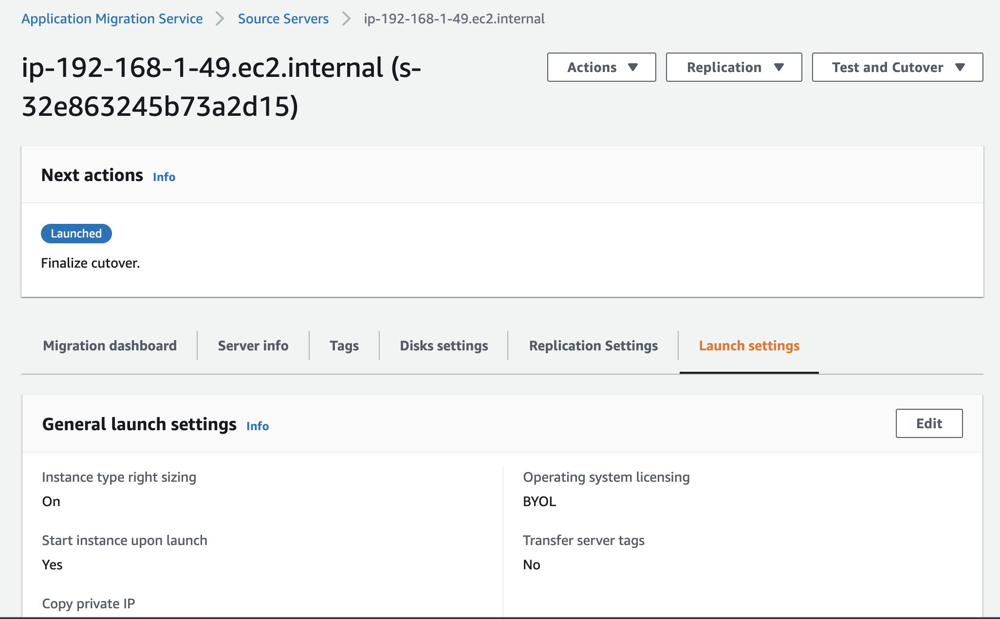 Application Migration Service > Source Servers > ip-192-168-1-49.ec2.internal
ip-192-168-1-49.ec2.internal (s-
32e863245b73a2d15)
Actions ▼ Replication ▼ Test and Cutover ▼
Next actions Info
Launched
Finalize cutover.
Migration dashboard Server info Tags Disks settings Replication Settings Launch settings
General launch settings Info
Edit
Instance type right sizing
On
Start instance upon launch
Yes
Copy private IP
Operating system licensing
BYOL
Transfer server tags
No